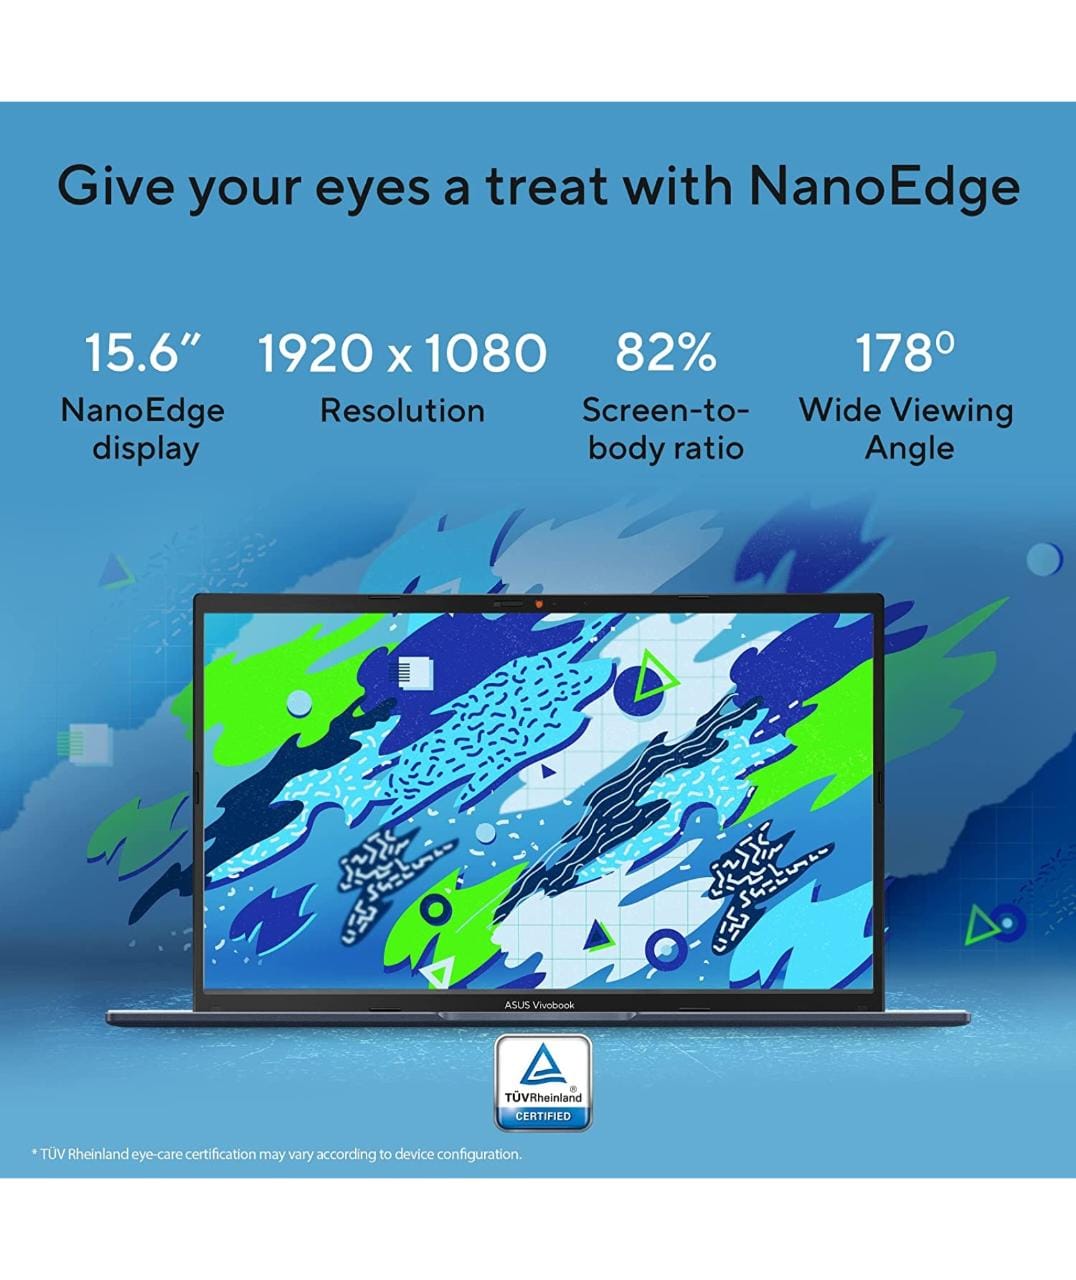 Give your eyes a treat with NanoEdge
15.6”
NanoEdge
display
1920 x 1080
Resolution
82%
Screen-to-
body ratio
178⁰
Wide Viewing
Angle
ASUS Vivobook
TÜVRheinland®
CERTIFIED
* TÜV Rheinland eye-care certification may vary according to device configuration.